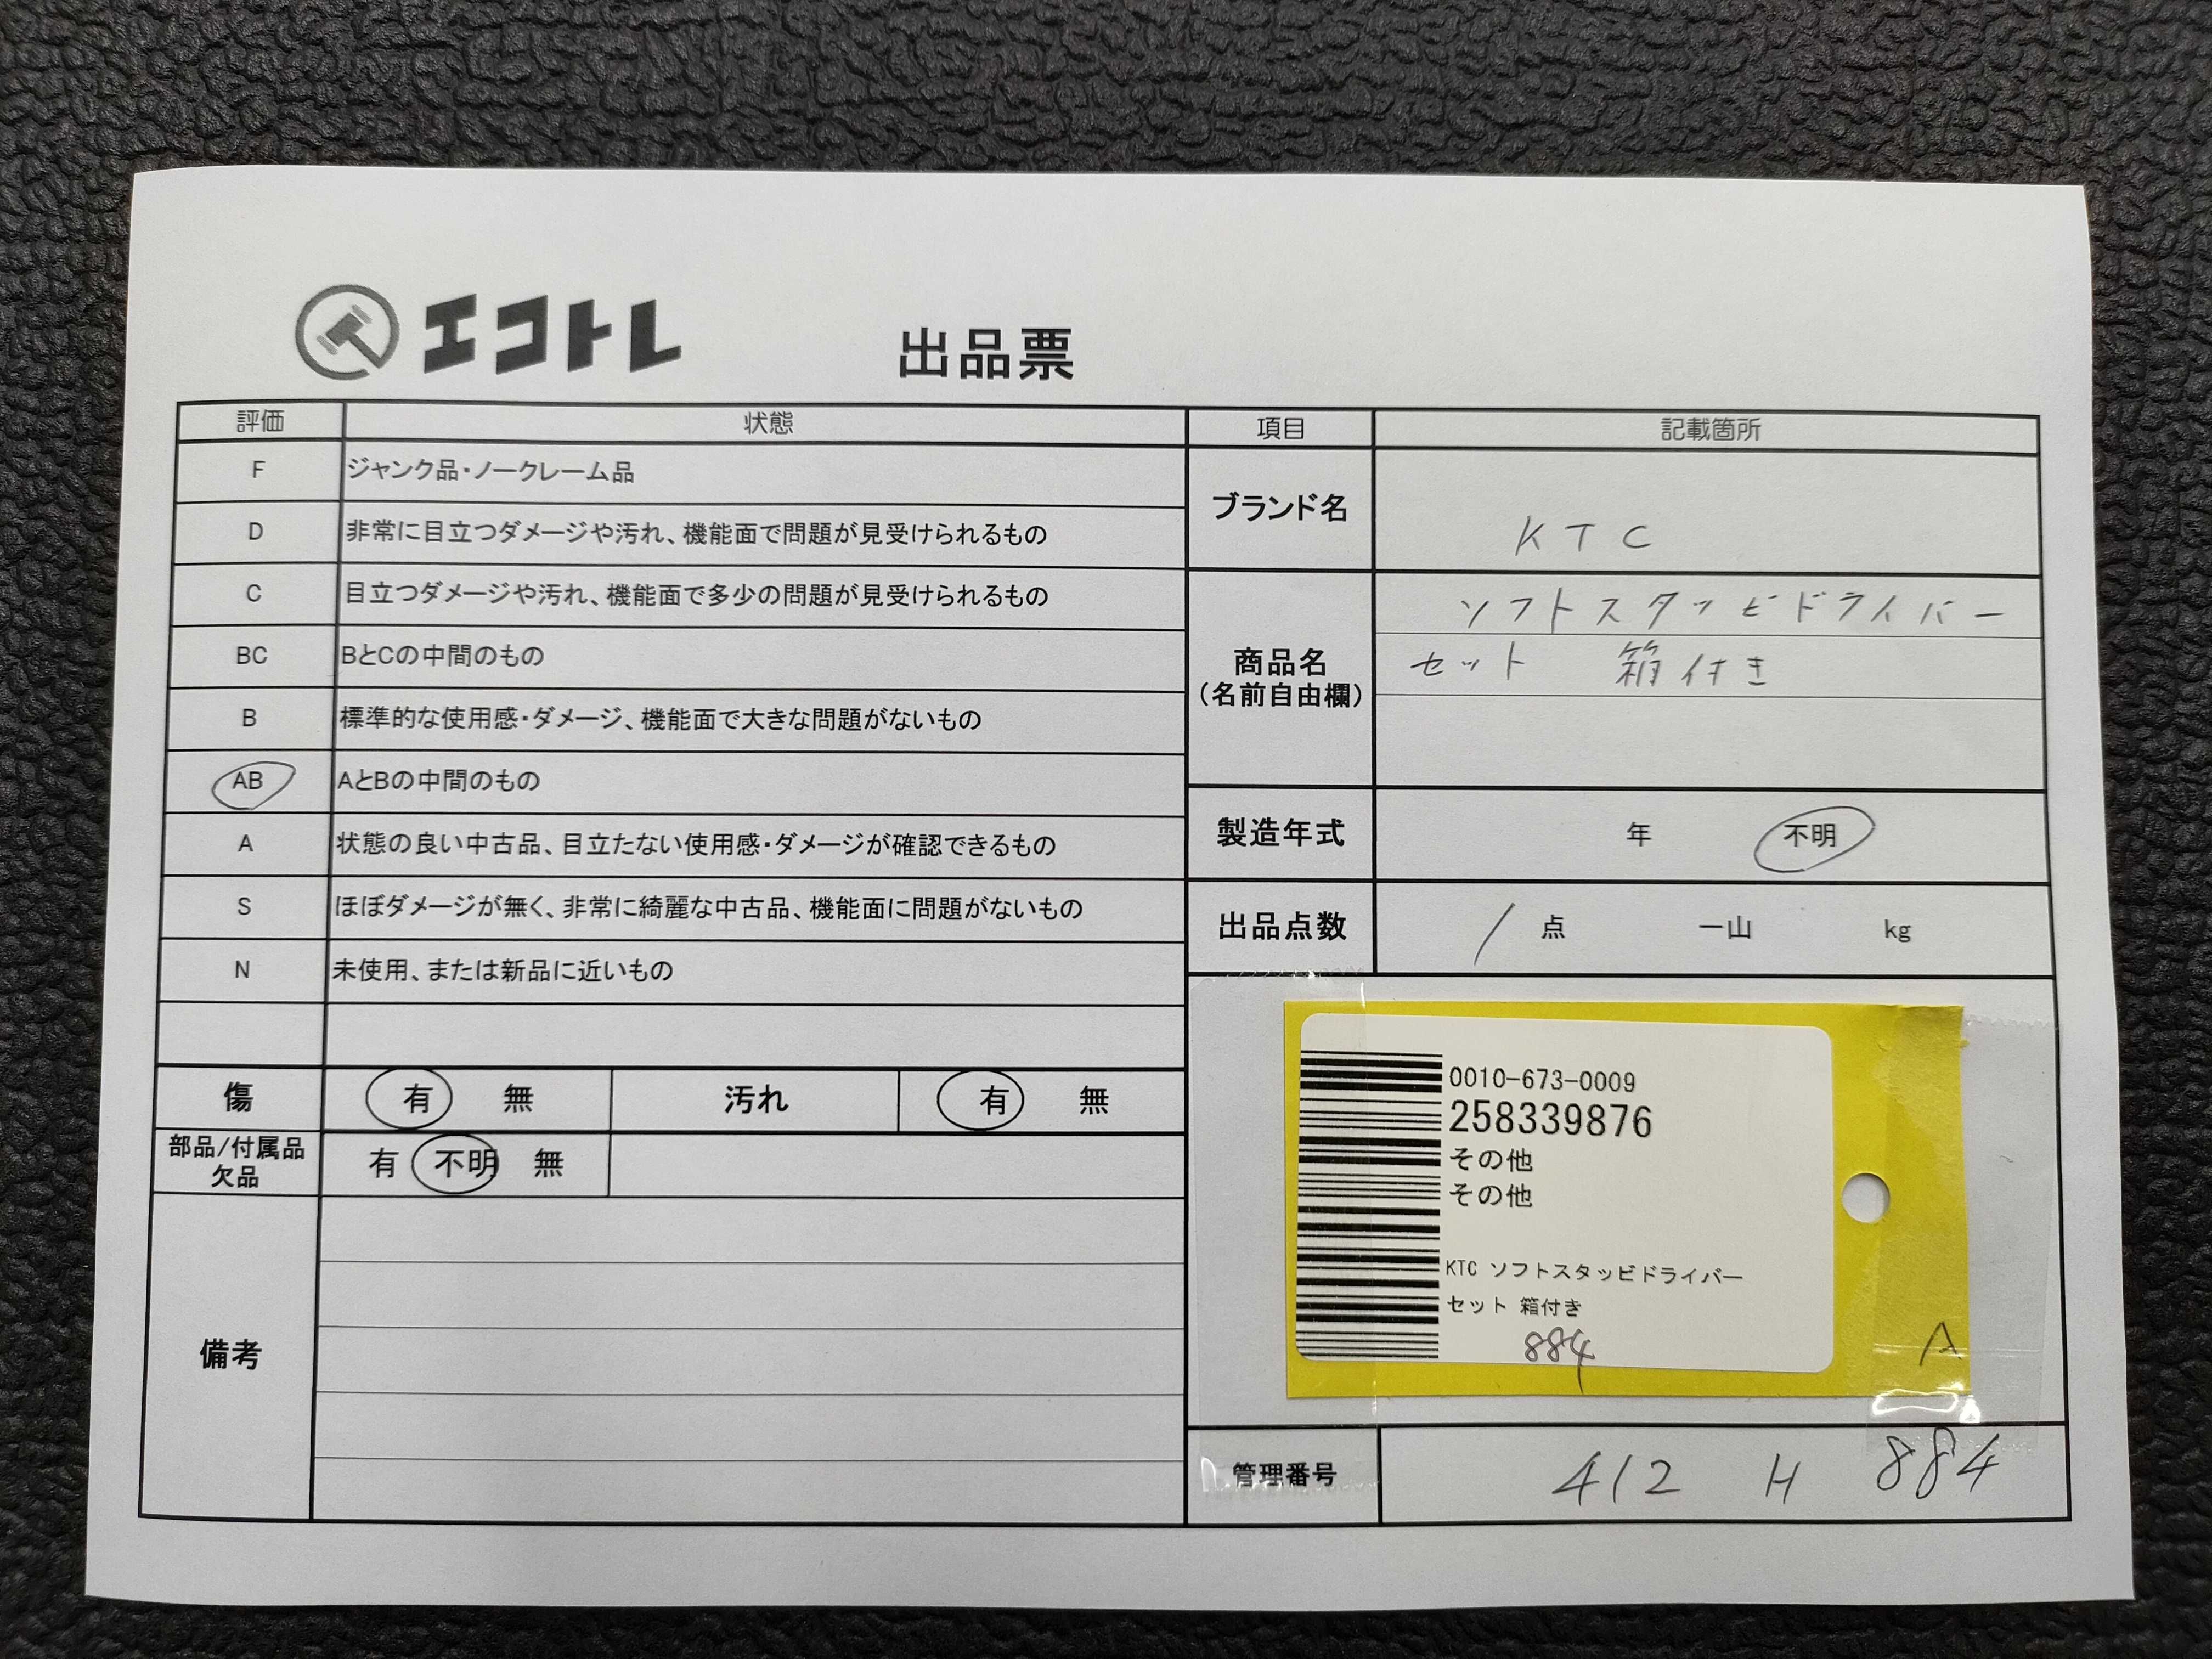 エコトレ
出品票
評価 状態
F ジャンク品・ノークレーム品
D 非常に目立つダメージや汚れ、機能面で問題が見受けられるもの
C 目立つダメージや汚れ、機能面で多少の問題が見受けられるもの
BC BとCの中間のもの
B 標準的な使用感・ダメージ、機能面で大きな問題がないもの
AB AとBの中間のもの
A 状態の良い中古品、目立たない使用感・ダメージが確認できるもの
S ほぼダメージが無く、非常に綺麗な中古品、機能面に問題がないもの
N 未使用、または新品に近いもの
傷 有 無 汚れ 有 無
部品/付属品
欠品
有 不明 無
備考
項目 記載箇所
ブランド名 KTC
商品名
(名前自由欄)
ソフトスタッビドライバー
セット 箱付き
製造年式 年 不明
出品点数 1 点 一山 kg
0010-673-0009
258339876
その他
その他
KTC ソフトスタッビドライバー
セット 箱付き
884
A
管理番号 412 H 884